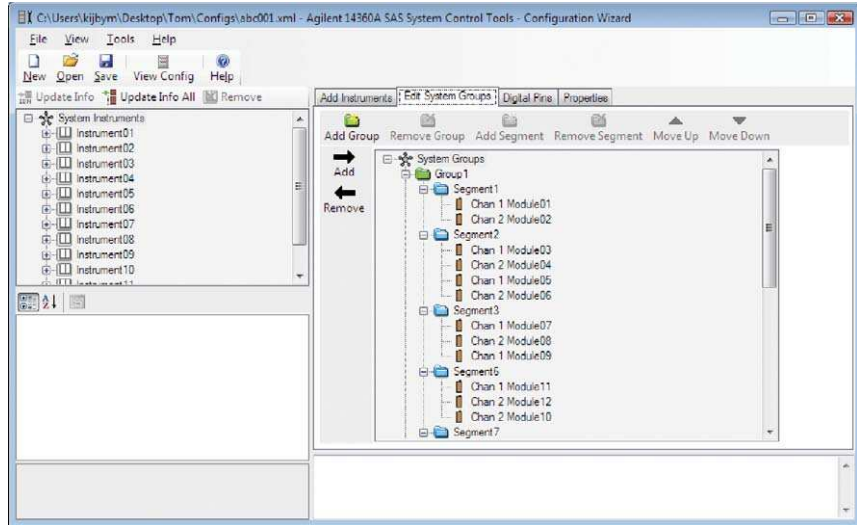 C:\Users\kijbym\Desktop\Tom\Configs\abc001.xml - Agilent 14360A SAS System Control Tools - Configuration Wizard
File View Tools Help
New Open Save View Config Help
Update Info Update Info All Remove
Add Instruments Edit System Groups Digital Pins Properties
System Instruments
Instrument01
Instrument02
Instrument03
Instrument04
Instrument05
Instrument06
Instrument07
Instrument08
Instrument09
Instrument10
Instrument11
Add Group Remove Group Add Segment Remove Segment Move Up Move Down
Add
Remove
System Groups
Group1
Segment1
Chan 1 Module01
Chan 2 Module02
Segment2
Chan 1 Module03
Chan 2 Module04
Chan 1 Module05
Chan 2 Module06
Segment3
Chan 1 Module07
Chan 2 Module08
Chan 1 Module09
Segment6
Chan 1 Module11
Chan 2 Module12
Chan 2 Module10
Segment7